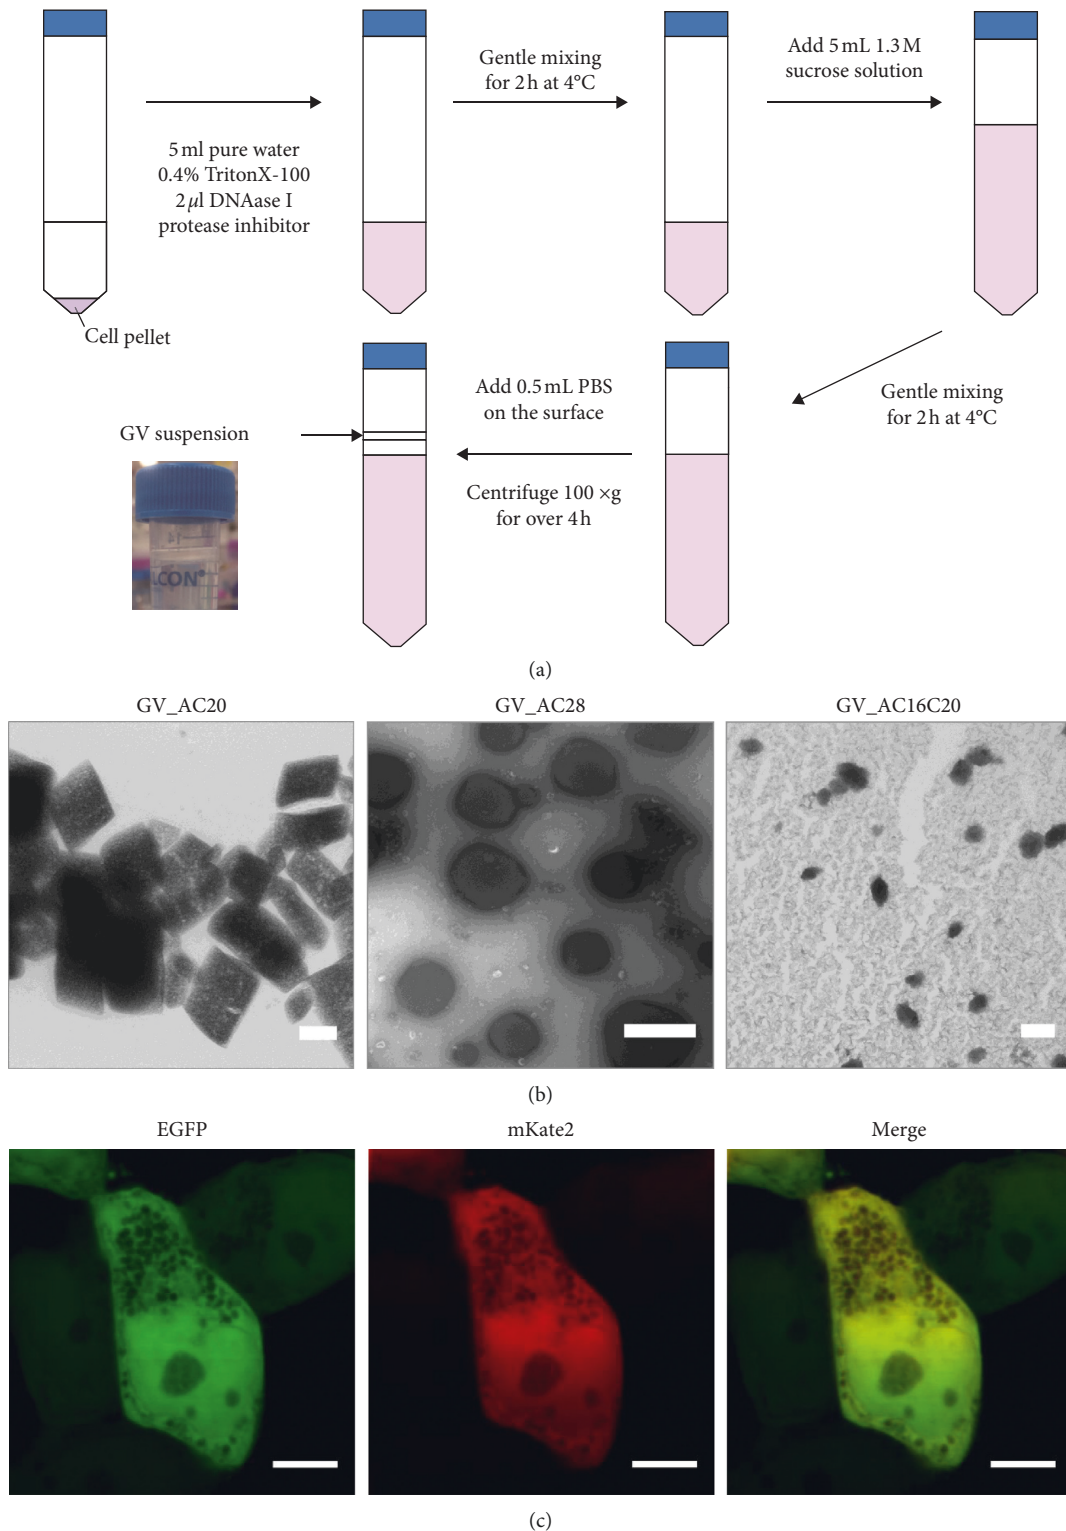 5 ml pure water
0.4% TritonX-100
2 μl DNAase I
protease inhibitor
Gentle mixing
for 2 h at 4°C
Add 5 mL 1.3 M
sucrose solution
Cell pellet
Gentle mixing
for 2 h at 4°C
Add 0.5 mL PBS
on the surface
Centrifuge 100 ×g
for over 4 h
GV suspension
14
LCON®
(a)
GV_AC20
GV_AC28
GV_AC16C20
(b)
EGFP
mKate2
Merge
(c)